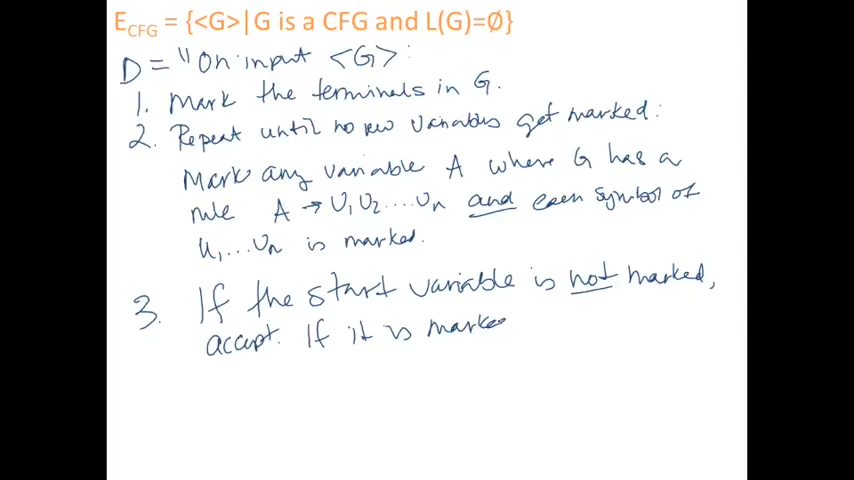 E_CFG = {<G>|G is a CFG and L(G)=Ø}
D = "On input <G>:
1. Mark the terminals in G.
2. Repeat until no new variables get marked:
Mark any variable A where G has a
rule A → U₁U₂....Uₙ and each symbol of
U₁...Uₙ is marked.
3. If the start variable is not marked,
accept. If it is marke